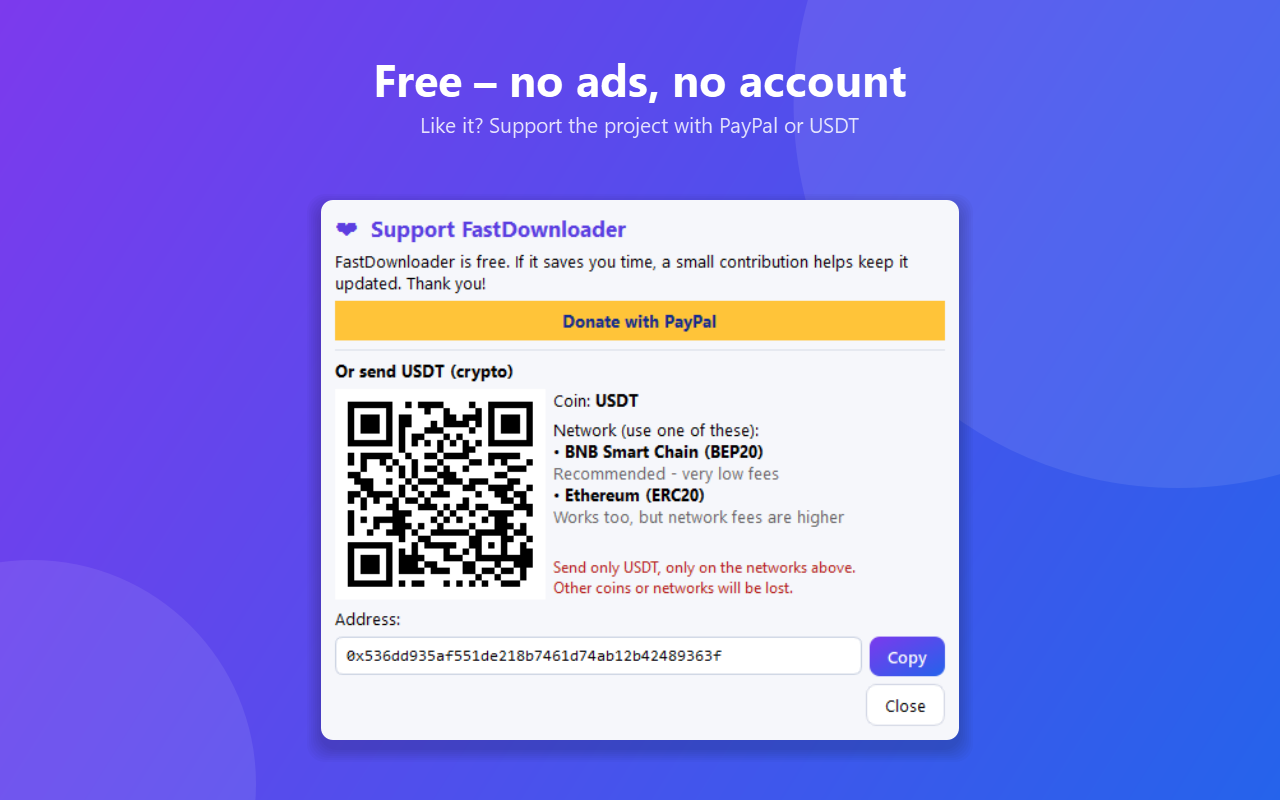 Free – no ads, no account
Like it? Support the project with PayPal or USDT
Support FastDownloader
FastDownloader is free. If it saves you time, a small contribution helps keep it
updated. Thank you!
Donate with PayPal
Or send USDT (crypto)
Coin: USDT
Network (use one of these):
• BNB Smart Chain (BEP20)
Recommended - very low fees
• Ethereum (ERC20)
Works too, but network fees are higher
Send only USDT, only on the networks above.
Other coins or networks will be lost.
Address:
0x536dd935af551de218b7461d74ab12b42489363f
Copy
Close